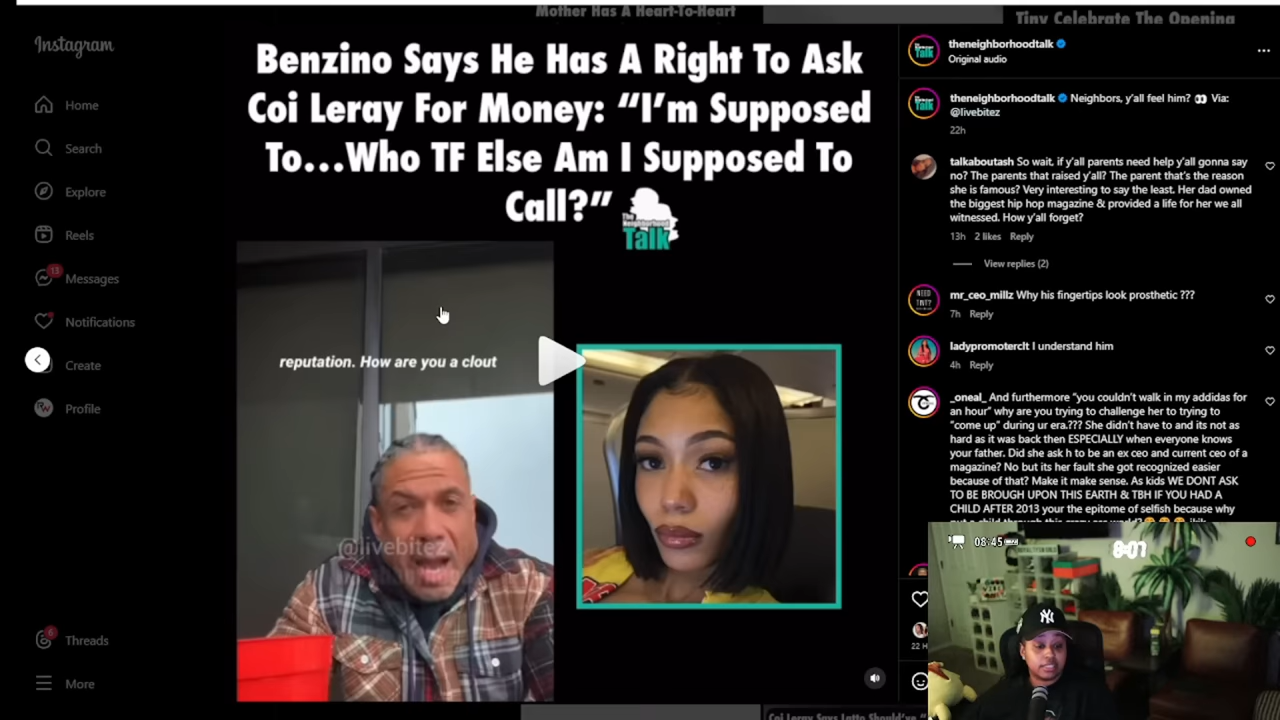 Mother Has A Heart-To-Heart
Tiny Celebrate The Opening
Instagram
Home
Search
Explore
Reels
13
Messages
Notifications
Create
Profile
6
Threads
More
Benzino Says He Has A Right To Ask
Coi Leray For Money: “I’m Supposed
To...Who TF Else Am I Supposed To
Call?”
The
Neighborhood
Talk
reputation. How are you a clout
@livebitez
theneighborhoodtalk
Original audio
theneighborhoodtalk Neighbors, y'all feel him? 👀 Via:
@livebitez
22h
talkaboutash So wait, if y'all parents need help y'all gonna say
no? The parents that raised y'all? The parent that's the reason
she is famous? Very interesting to say the least. Her dad owned
the biggest hip hop magazine & provided a life for her we all
witnessed. How y'all forget?
13h 2 likes Reply
View replies (2)
mr_ceo_millz Why his fingertips look prosthetic ???
7h Reply
ladypromoterclt I understand him
4h Reply
_oneal_ And furthermore “you couldn't walk in my addidas for
an hour” why are you trying to challenge her to trying to
“come up” during ur era.??? She didn't have to and its not as
hard as it was back then ESPECIALLY when everyone knows
your father. Did she ask h to be an ex ceo and current ceo of a
magazine? No but its her fault she got recognized easier
because of that? Make it make sense. As kids WE DONT ASK
TO BE BROUGH UPON THIS EARTH & TBH IF YOU HAD A
CHILD AFTER 2013 your the epitome of selfish because why
08:45
8:01
22 H
NY
Coi Leray Says Latto Should've